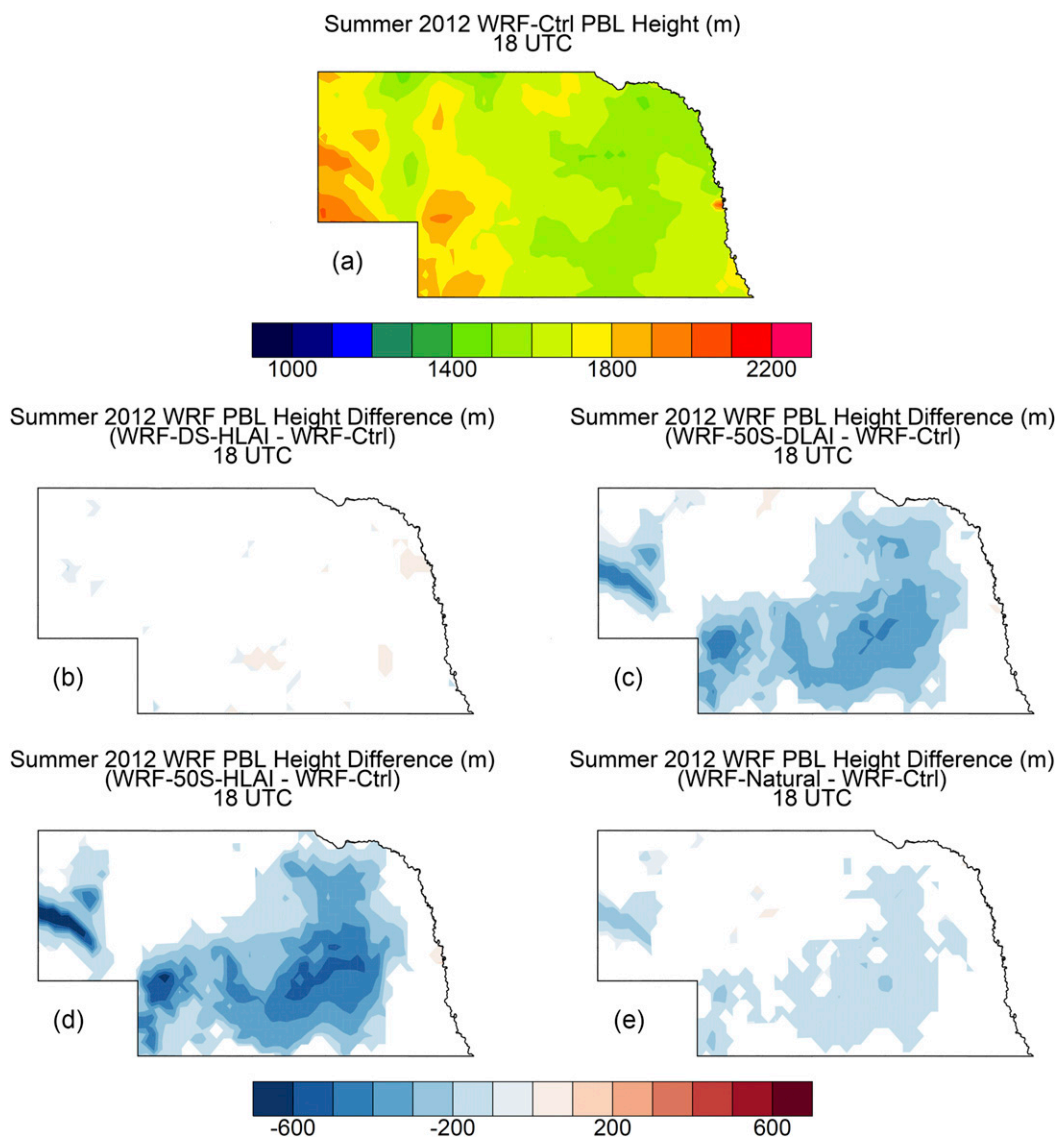 Summer 2012 WRF-Ctrl PBL Height (m)
18 UTC
(a)
1000 1400 1800 2200
Summer 2012 WRF PBL Height Difference (m)
(WRF-DS-HLAI - WRF-Ctrl)
18 UTC
(b)
Summer 2012 WRF PBL Height Difference (m)
(WRF-50S-DLAI - WRF-Ctrl)
18 UTC
(c)
Summer 2012 WRF PBL Height Difference (m)
(WRF-50S-HLAI - WRF-Ctrl)
18 UTC
(d)
Summer 2012 WRF PBL Height Difference (m)
(WRF-Natural - WRF-Ctrl)
18 UTC
(e)
-600 -200 200 600